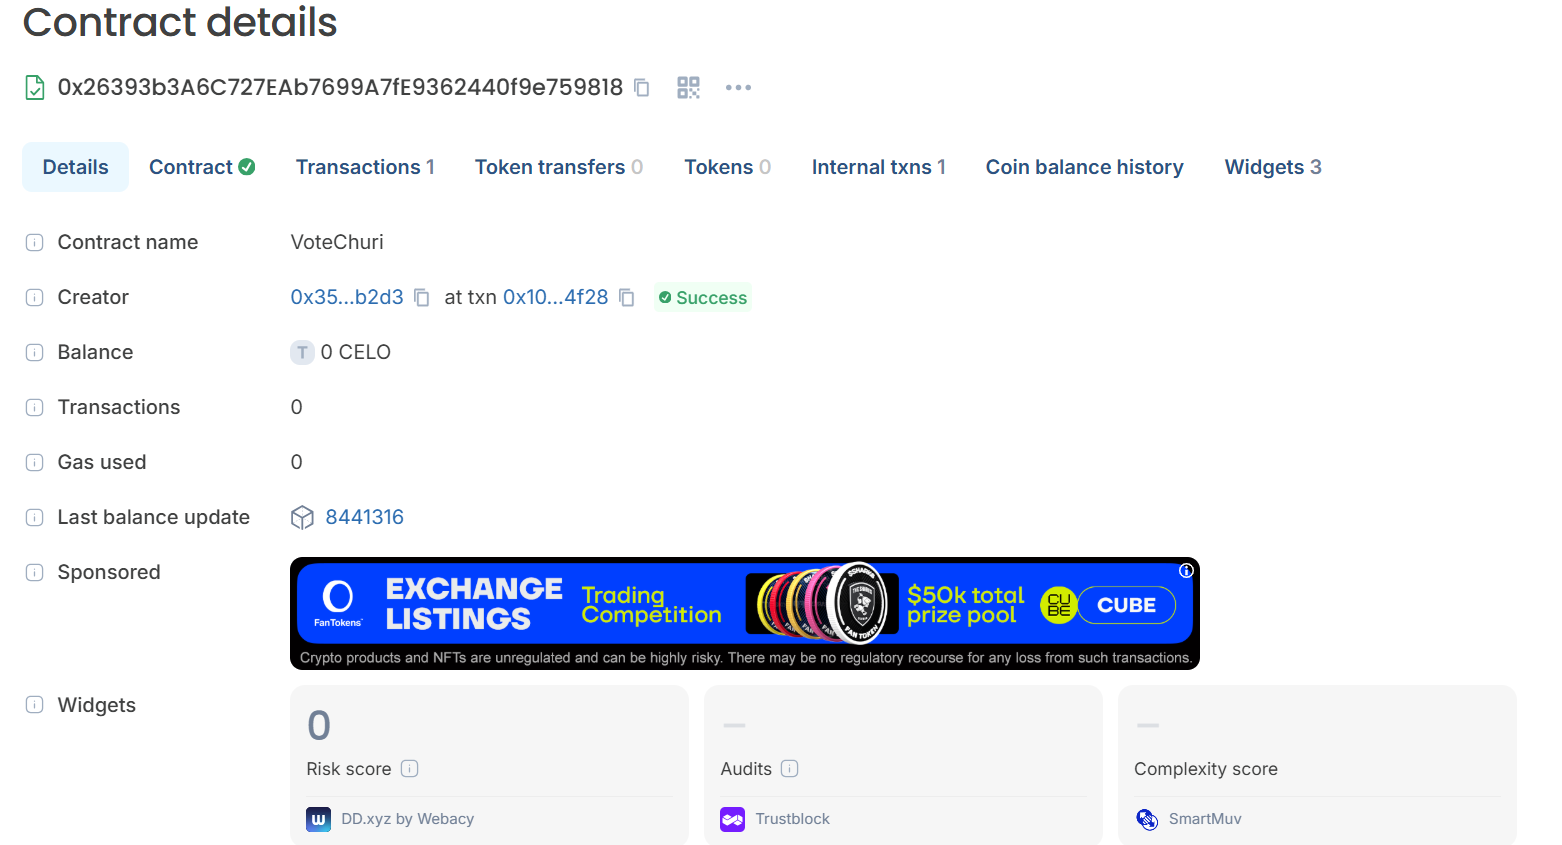 Contract details
0x26393b3A6C727EAb7699A7fE9362440f9e759818
Details Contract Transactions 1 Token transfers 0 Tokens 0 Internal txns 1 Coin balance history Widgets 3
Contract name VoteChuri
Creator 0x35...b2d3 at txn 0x10...4f28 Success
Balance T 0 CELO
Transactions 0
Gas used 0
Last balance update 8441316
Sponsored
FanTokens
EXCHANGE
LISTINGS
Trading
Competition
FAN TOKEN
$50k total
prize pool
CUBE
CUBE
Crypto products and NFTs are unregulated and can be highly risky. There may be no regulatory recourse for any loss from such transactions.
Widgets
0
Risk score
DD.xyz by Webacy
—
Audits
Trustblock
—
Complexity score
SmartMuv